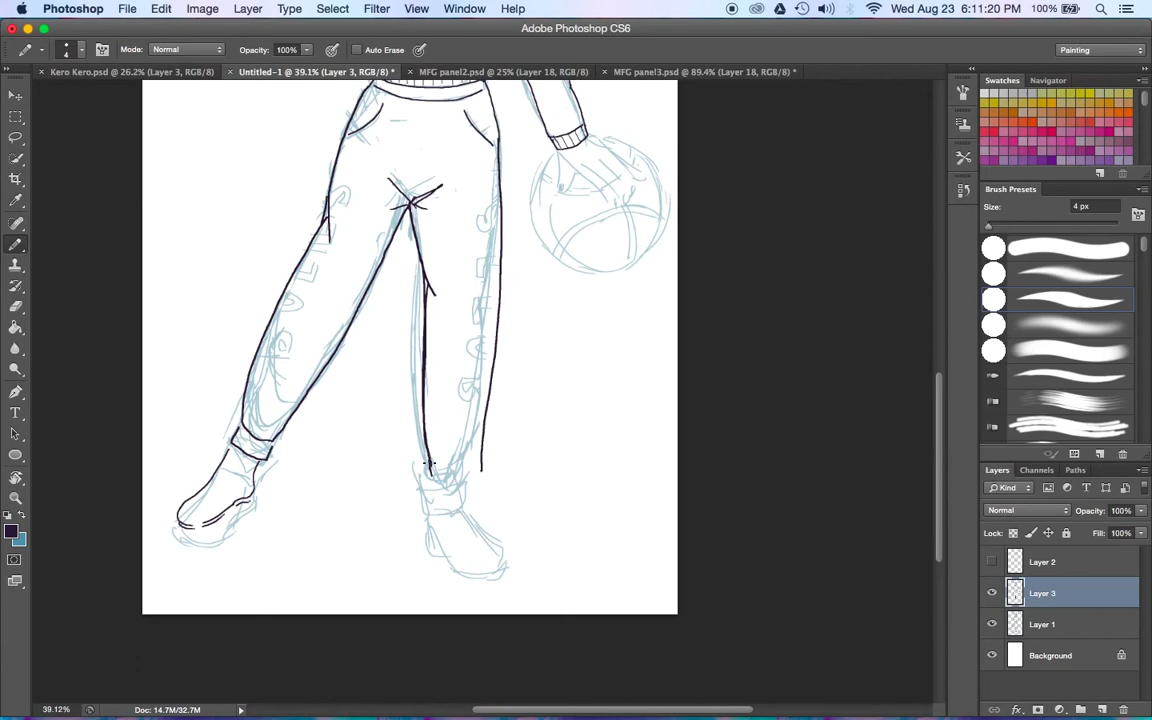 Photoshop File Edit Image Layer Type Select Filter View Window Help 100% Wed Aug 23 6:11:20 PM
Adobe Photoshop CS6
4 Mode: Normal Opacity: 100% Auto Erase Painting
Kero Kero.psd @ 26.2% (Layer 3, RGB/8) Untitled-1 @ 39.1% (Layer 3, RGB/8) * MFG panel2.psd @ 25% (Layer 18, RGB/8) MFG panel3.psd @ 89.4% (Layer 18, RGB/8) *
Swatches Navigator
Brush Presets
Size: 4 px
Layers Channels Paths
Kind
Normal Opacity: 100%
Lock: Fill: 100%
Layer 2
Layer 3
Layer 1
Background
39.12% Doc: 14.7M/32.7M